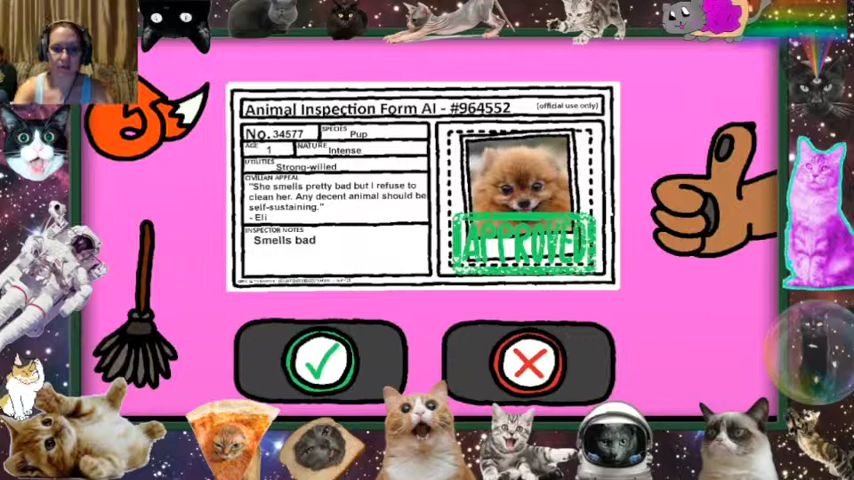 Animal Inspection Form AI - #964552 (official use only)
No. 34577 SPECIES Pup
AGE 1 NATURE Intense
UTILITIES Strong-willed
CIVILIAN APPEAL
"She smells pretty bad but I refuse to
clean her. Any decent animal should be
self-sustaining."
- Eli
INSPECTOR NOTES
Smells bad
APPROVED!